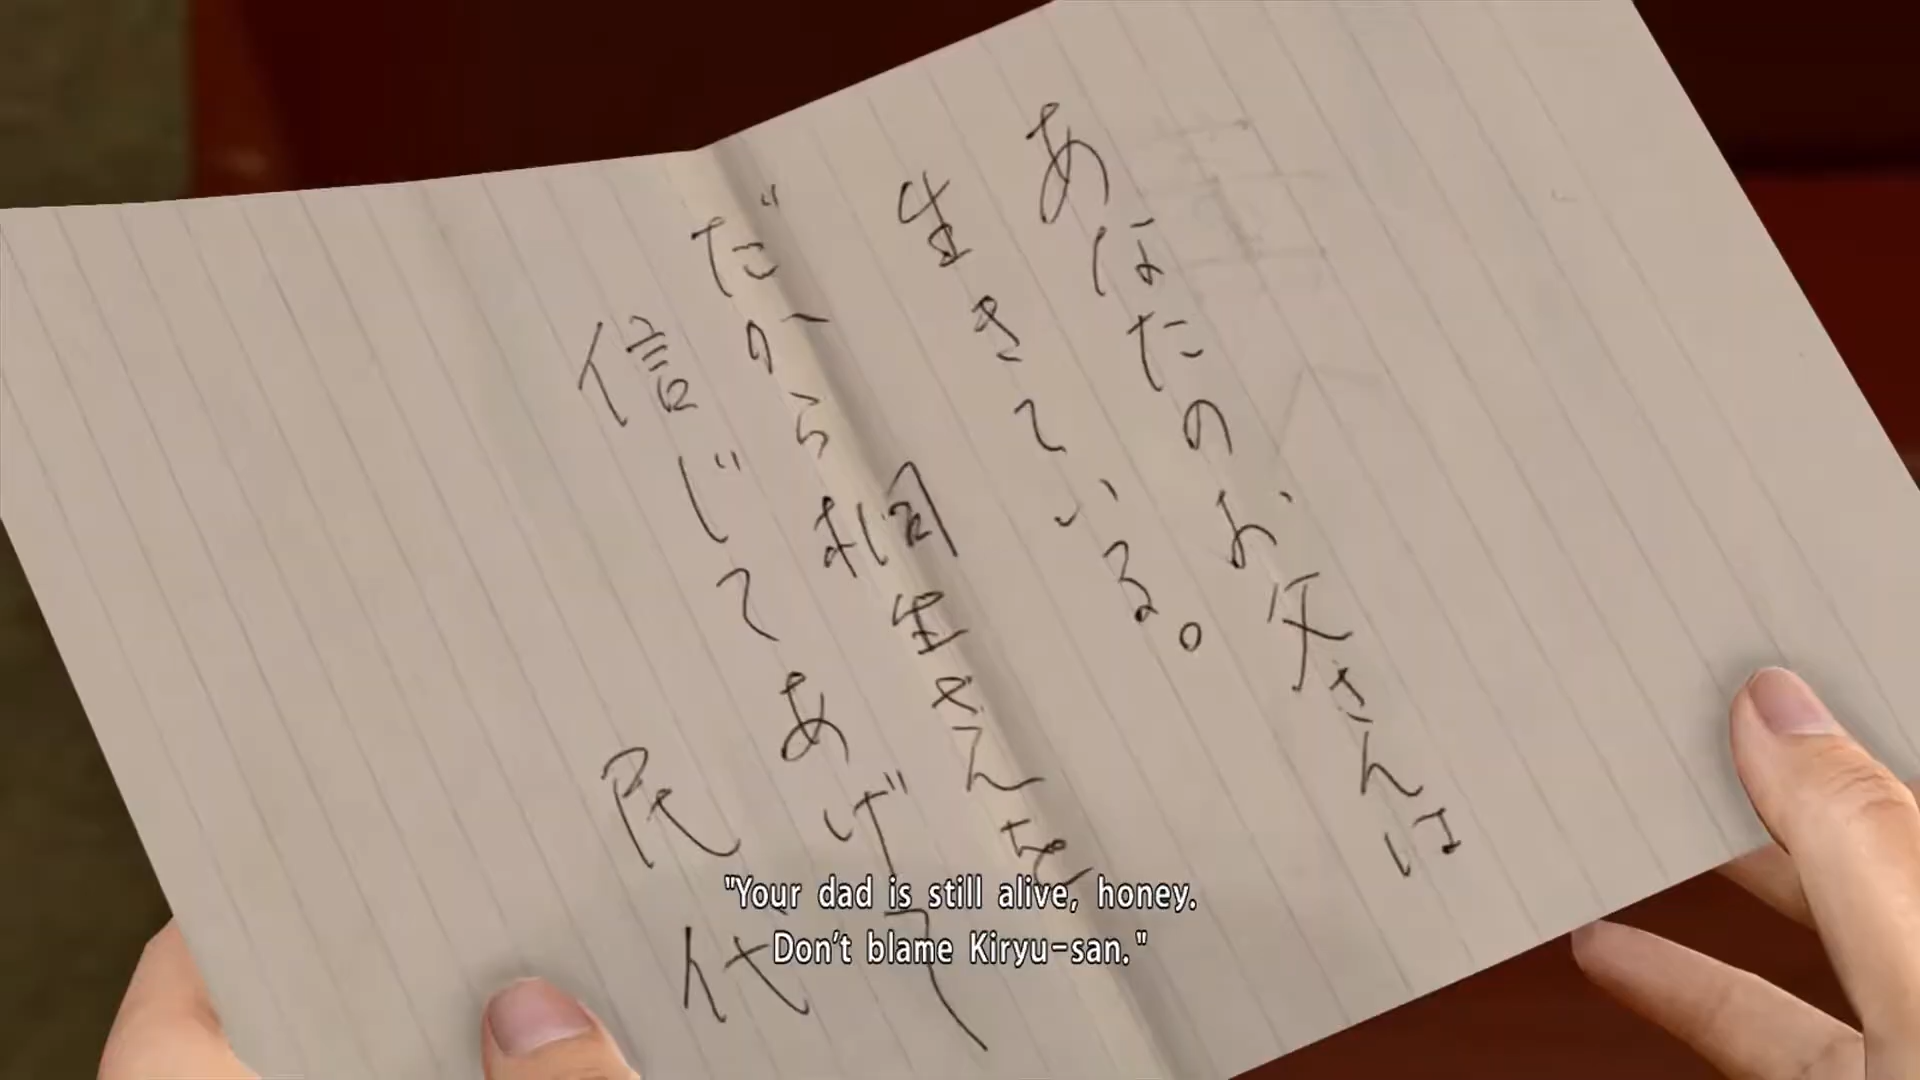 あなたのお父さんは
生きている。
だから桐生さんを
信じてあげて
民代
"Your dad is still alive, honey.
Don't blame Kiryu-san."